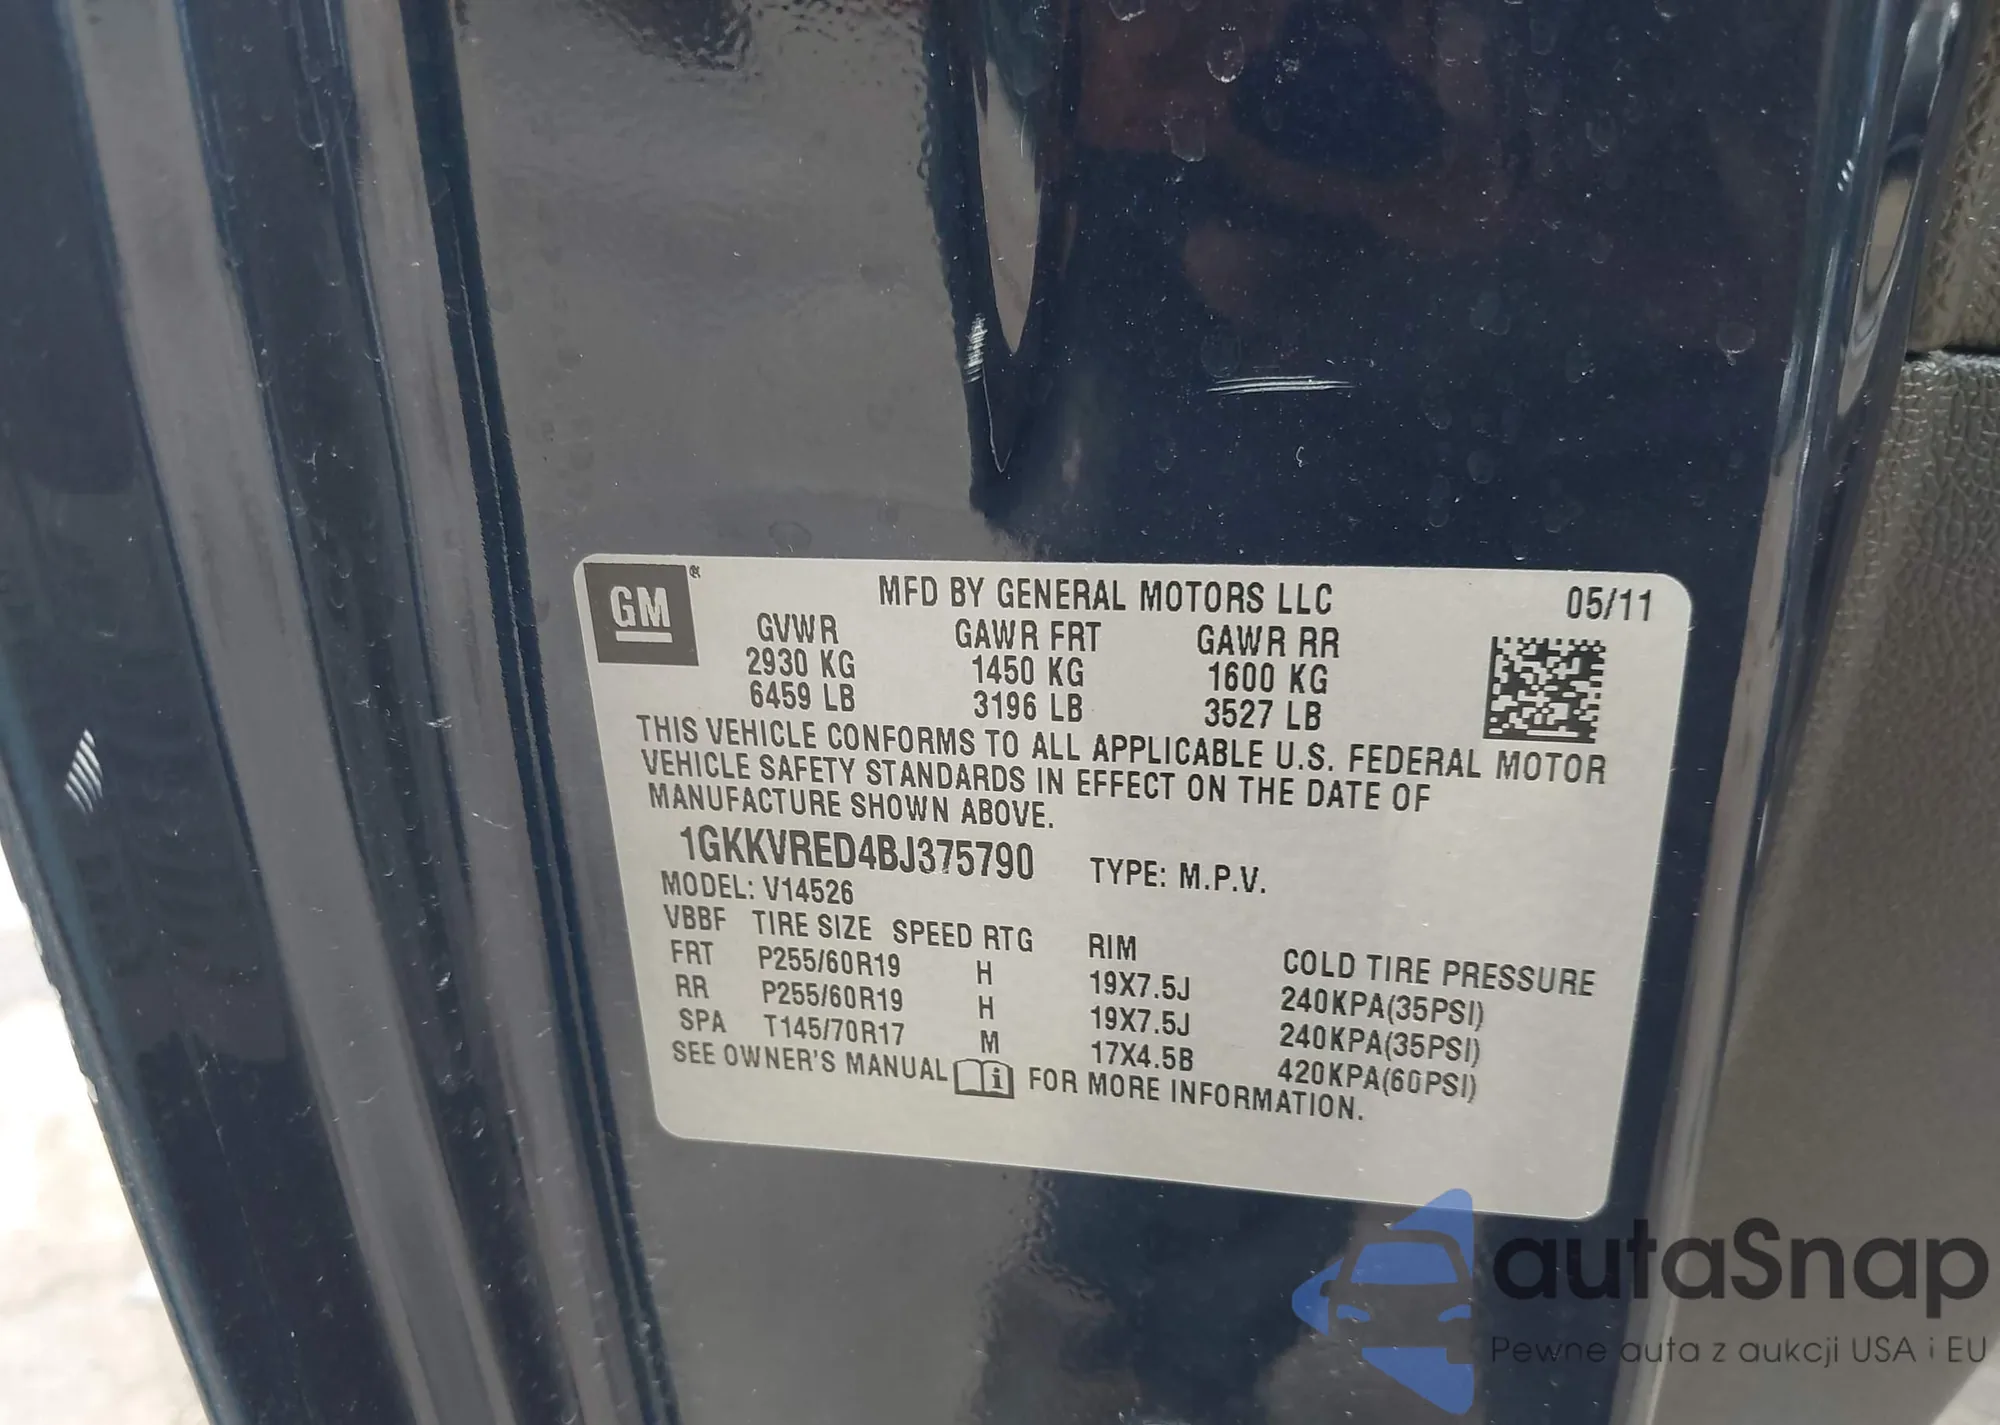 GM®
MFD BY GENERAL MOTORS LLC 05/11
GVWR GAWR FRT GAWR RR
2930 KG 1450 KG 1600 KG
6459 LB 3196 LB 3527 LB
THIS VEHICLE CONFORMS TO ALL APPLICABLE U.S. FEDERAL MOTOR
VEHICLE SAFETY STANDARDS IN EFFECT ON THE DATE OF
MANUFACTURE SHOWN ABOVE.
1GKKVRED4BJ375790 TYPE: M.P.V.
MODEL: V14526
VBBF TIRE SIZE SPEED RTG RIM COLD TIRE PRESSURE
FRT P255/60R19 H 19X7.5J 240KPA(35PSI)
RR P255/60R19 H 19X7.5J 240KPA(35PSI)
SPA T145/70R17 M 17X4.5B 420KPA(60PSI)
SEE OWNER'S MANUAL i FOR MORE INFORMATION.
autaSnap
Pewne auta z aukcji USA i EU